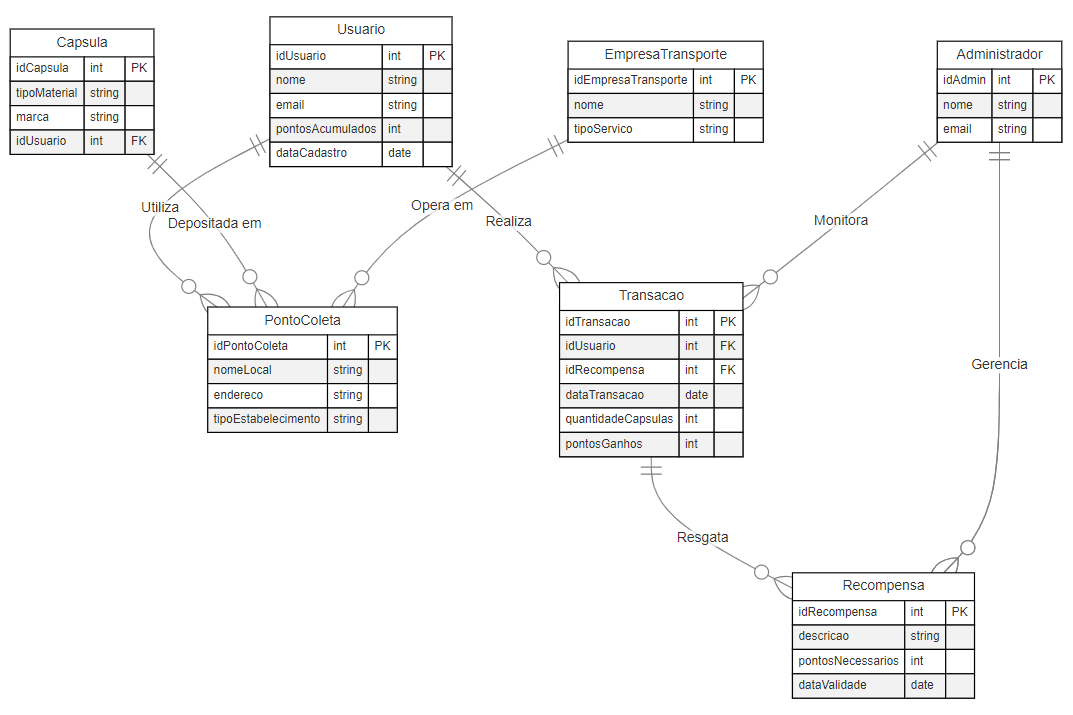 Capsula
idCapsula int PK
tipoMaterial string
marca string
idUsuario int FK
Usuario
idUsuario int PK
nome string
email string
pontosAcumulados int
dataCadastro date
EmpresaTransporte
idEmpresaTransporte int PK
nome string
tipoServico string
Administrador
idAdmin int PK
nome string
email string
Utiliza
Depositada em
Opera em
Realiza
Monitora
PontoColeta
idPontoColeta int PK
nomeLocal string
endereco string
tipoEstabelecimento string
Transacao
idTransacao int PK
idUsuario int FK
idRecompensa int FK
dataTransacao date
quantidadeCapsulas int
pontosGanhos int
Gerencia
Resgata
Recompensa
idRecompensa int PK
descricao string
pontosNecessarios int
dataValidade date